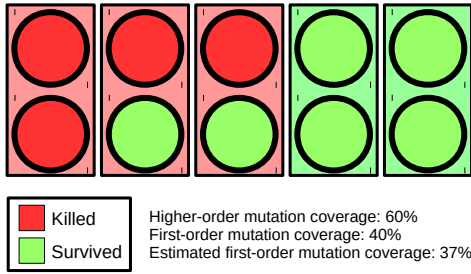 Killed
Survived
Higher-order mutation coverage: 60%
First-order mutation coverage: 40%
Estimated first-order mutation coverage: 37%